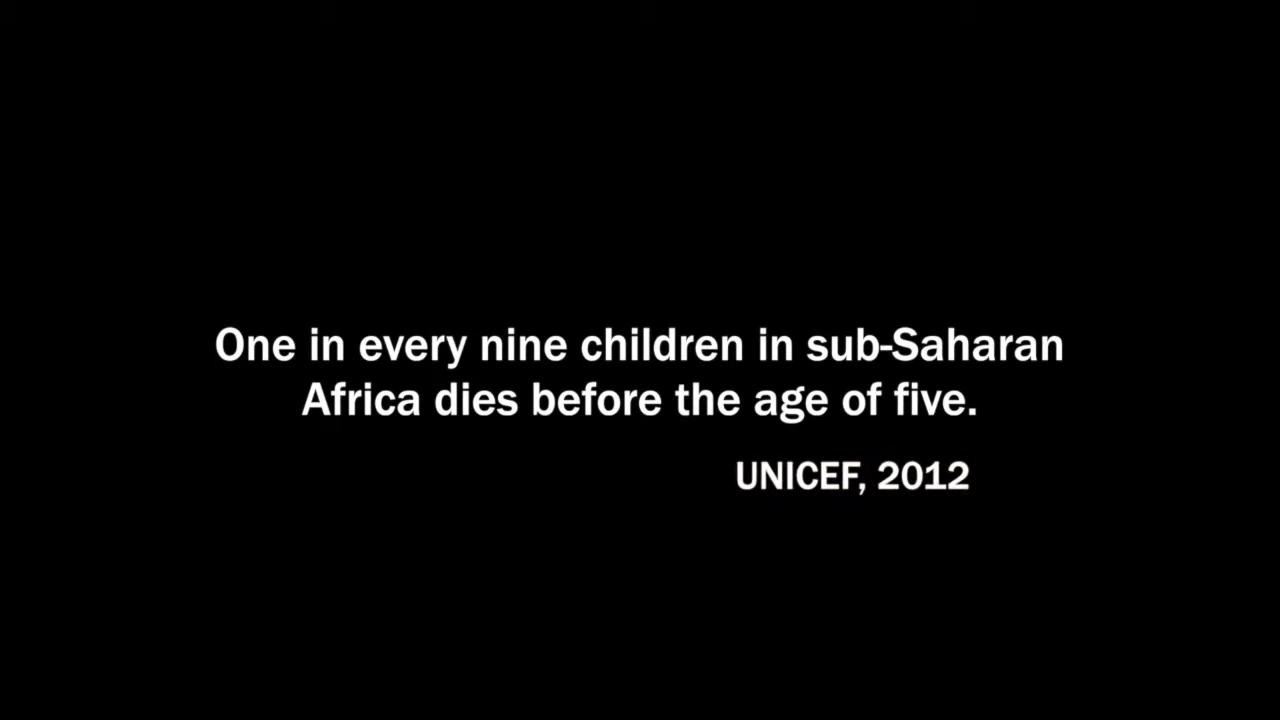 One in every nine children in sub-Saharan
Africa dies before the age of five.
UNICEF, 2012